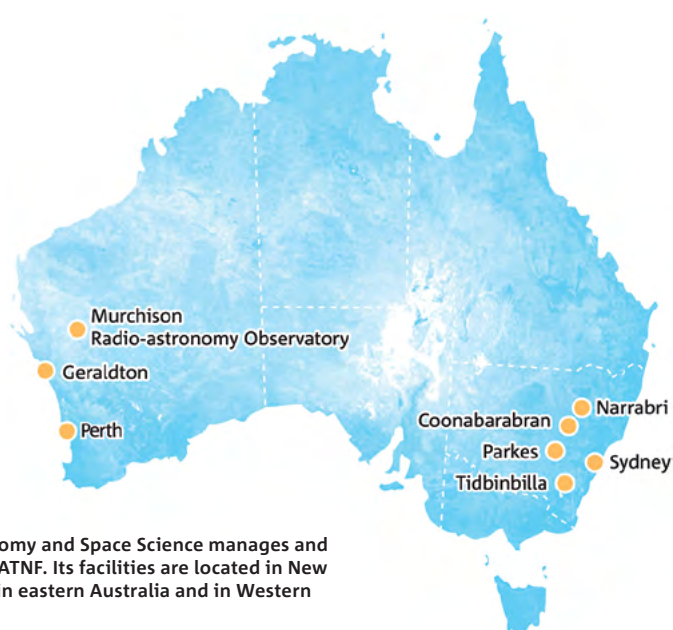 Murchison
Radio-astronomy Observatory
Geraldton
Perth
Narrabri
Coonabarabran
Parkes
Sydney
Tidbinbilla
omy and Space Science manages and
ATNF. Its facilities are located in New
in eastern Australia and in Western